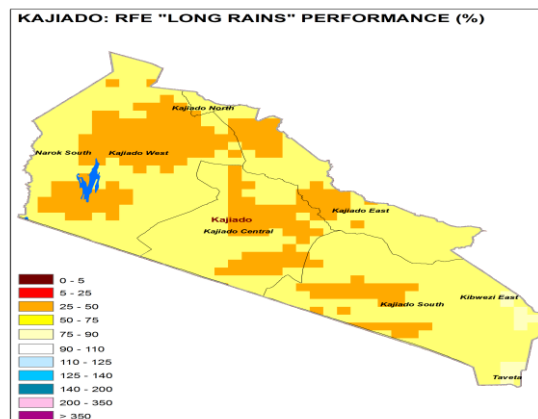 KAJIADO: RFE "LONG RAINS" PERFORMANCE (%)
Kajiado North
Narok South
Kajiado West
Kajiado East
Kajiado
Kajiado Central
Kibwezi East
Kajiado South
Taveta
0 - 5
5 - 25
25 - 50
50 - 75
75 - 90
90 - 110
110 - 125
125 - 140
140 - 200
200 - 350
> 350